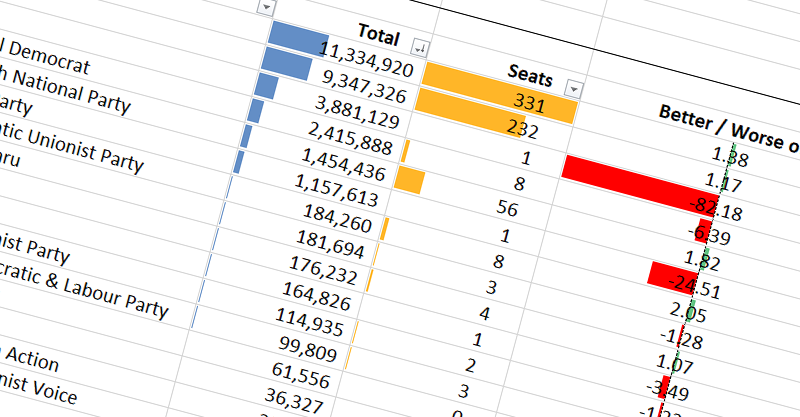 Total
Seats
Better / Worse o
11,334,920 331 1.38
9,347,326 232 1.17
3,881,129 1 -82.18
l Democrat 2,415,888 8 -6.39
h National Party 1,454,436 56 1.82
arty 1,157,613 1 -24.51
tic Unionist Party 184,260 8 2.05
ru 181,694 3 -1.28
176,232 4 1.07
164,826 1 -3.49
nist Party 114,935 2
cratic & Labour Party 99,809 3
61,556 0
36,327
Action
nist Voice